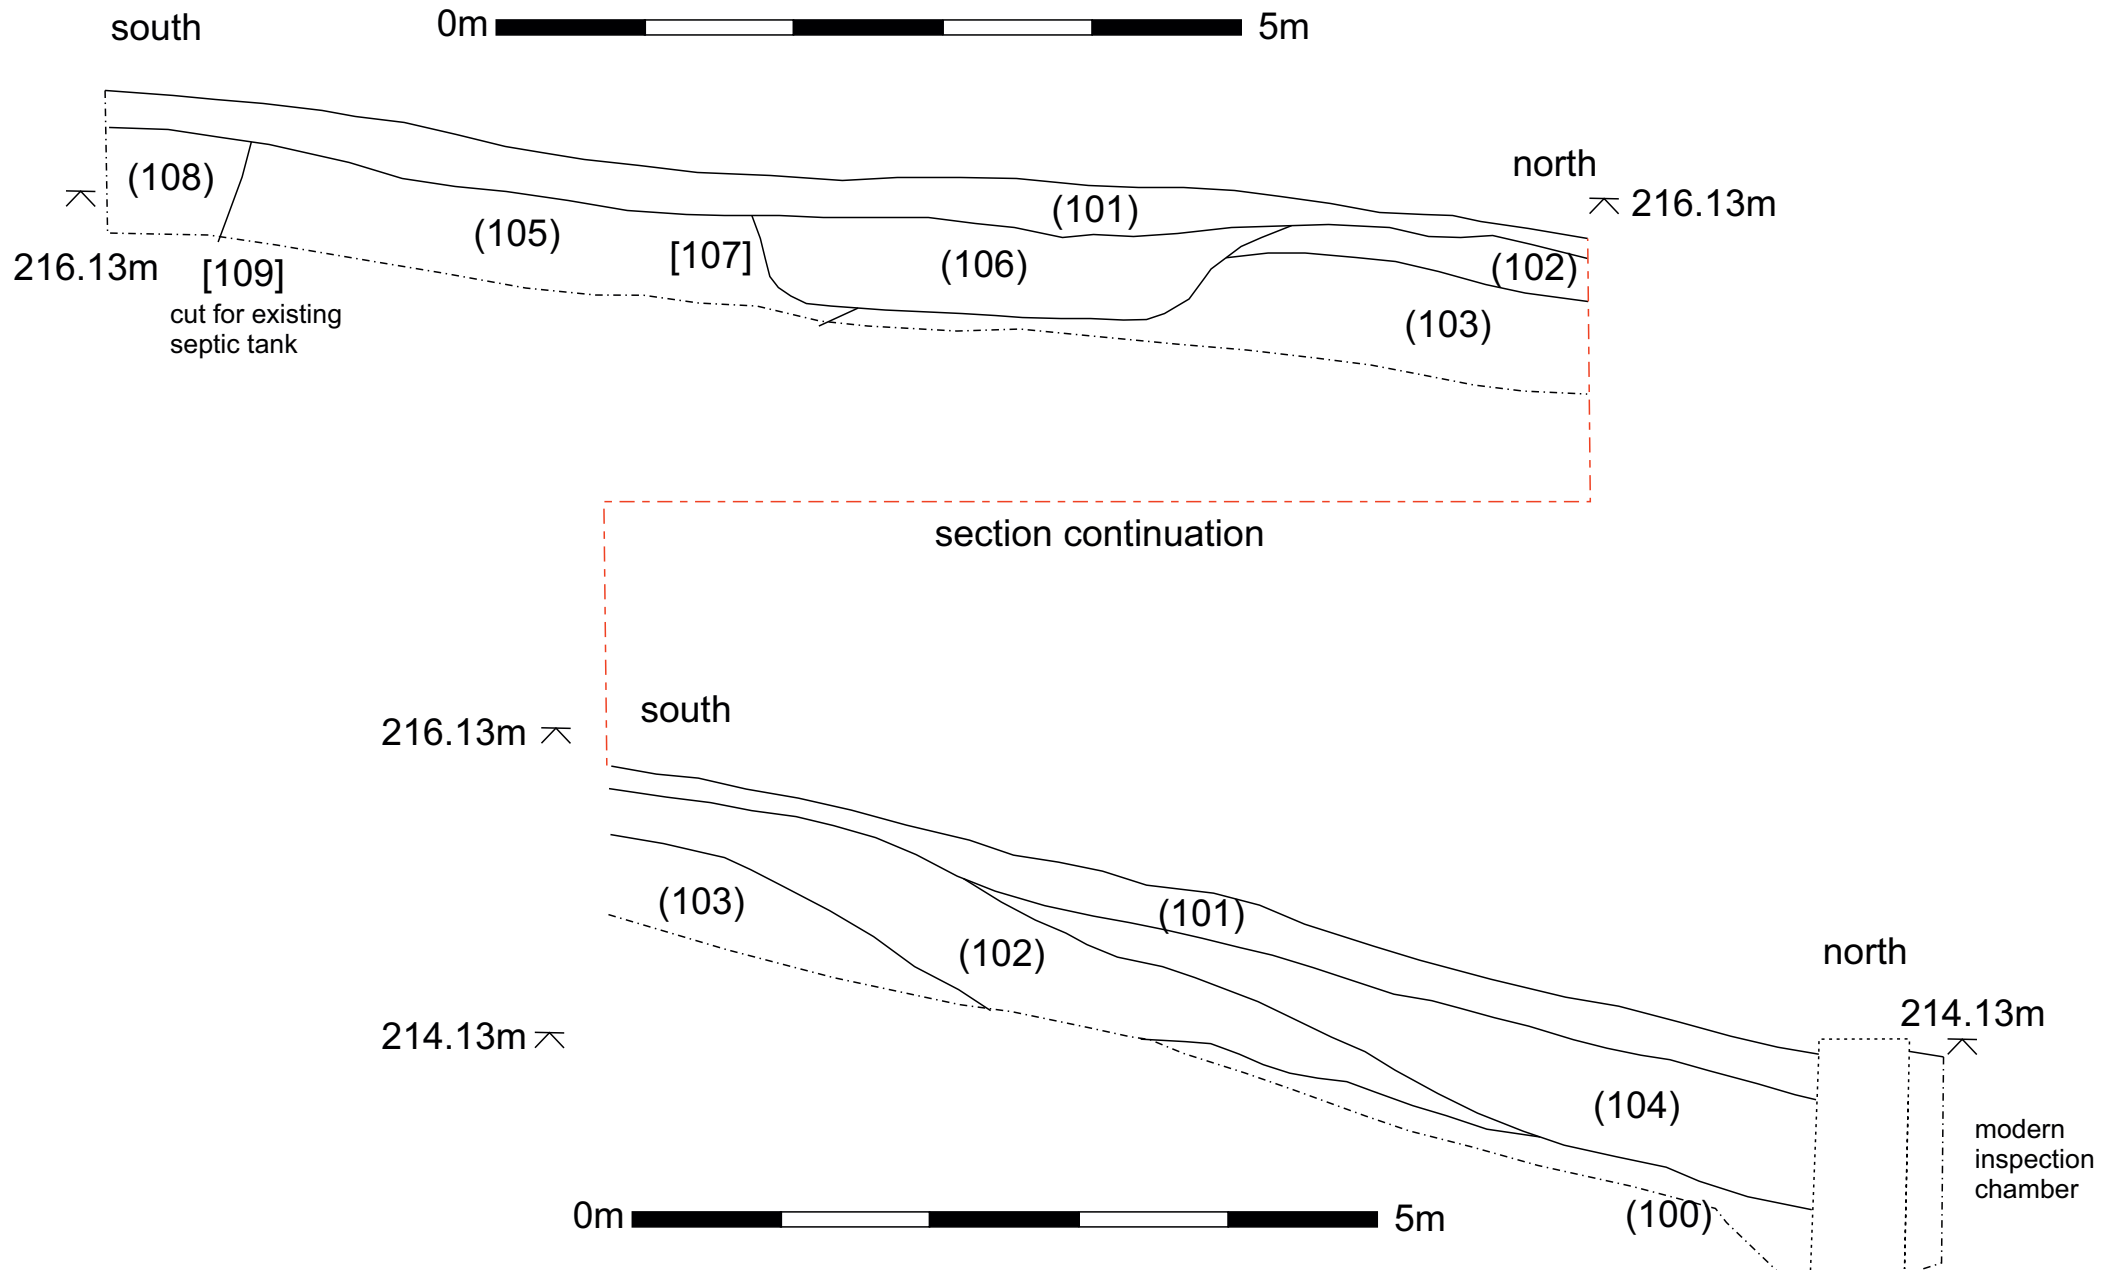 south
0m 5m
north
216.13m
(108)
(101)
(105)
[107]
(106)
(102)
216.13m
[109]
cut for existing
septic tank
(103)
section continuation
south
216.13m
(103)
(101)
(102)
north
214.13m
214.13m
(104)
modern
inspection
chamber
(100)
0m 5m